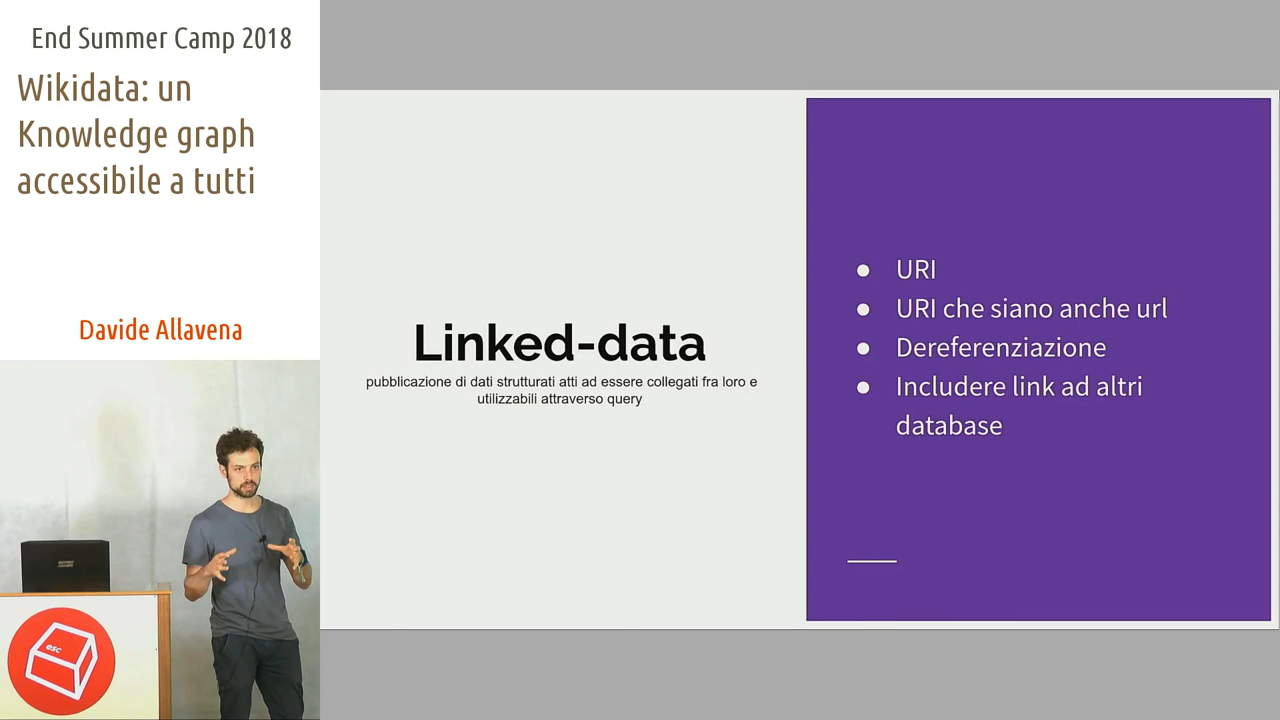 End Summer Camp 2018
Wikidata: un
Knowledge graph
accessibile a tutti
Davide Allavena
esc
Linked-data
pubblicazione di dati strutturati atti ad essere collegati fra loro e
utilizzabili attraverso query
● URI
● URI che siano anche url
● Dereferenziazione
● Includere link ad altri
database